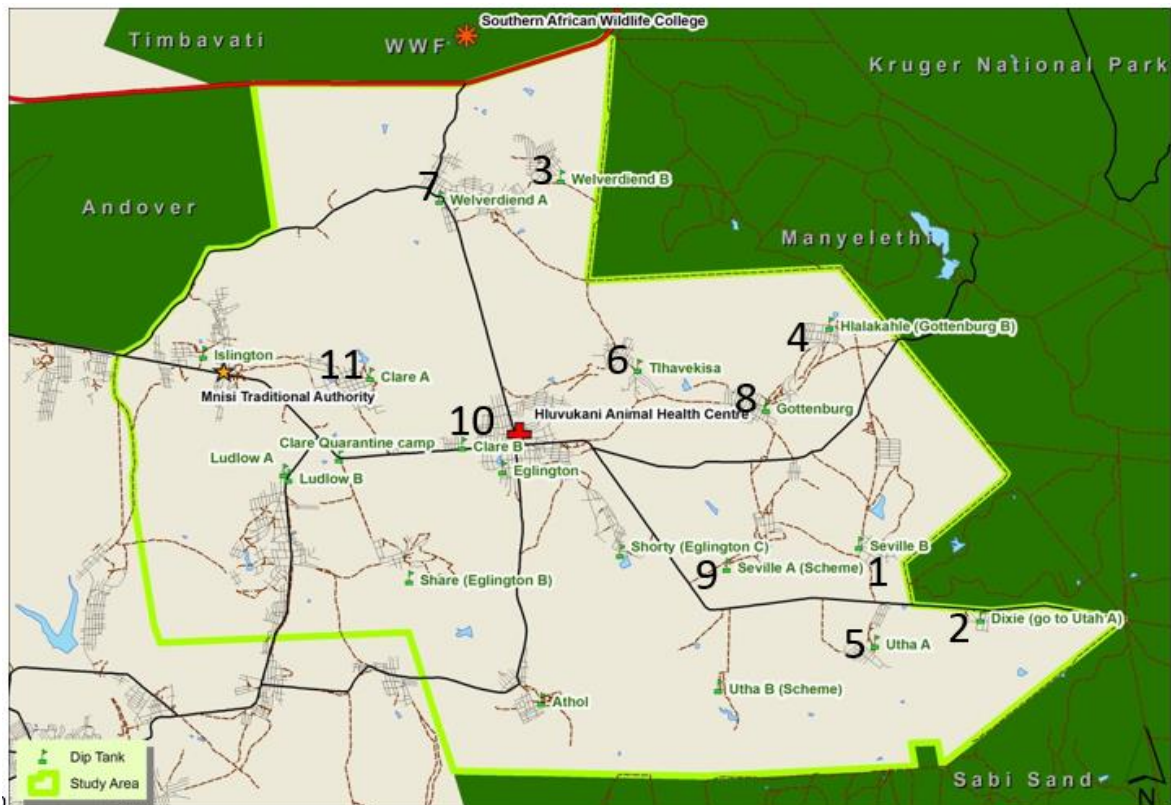 Southern African Wildlife College
Timbavati
WWF
Kruger National Park
3
Welverdiend B
7
Welverdiend A
Andover
Manyelethi
4
Hlalakahle (Gottenburg B)
Islington
11
Clare A
6
Tlhavekisa
Mnisi Traditional Authority
8
Gottenburg
10
Hluvukani Animal Health Centre
Clare Quarantine camp
Clare B
Ludlow A
Ludlow B
Eglington
Shorty (Eglington C)
Seville B
9
Seville A (Scheme)
1
Share (Eglington B)
2
Dixie (go to Utah A)
5
Utha A
Utha B (Scheme)
Athol
Dip Tank
Study Area
Sabi Sand
N